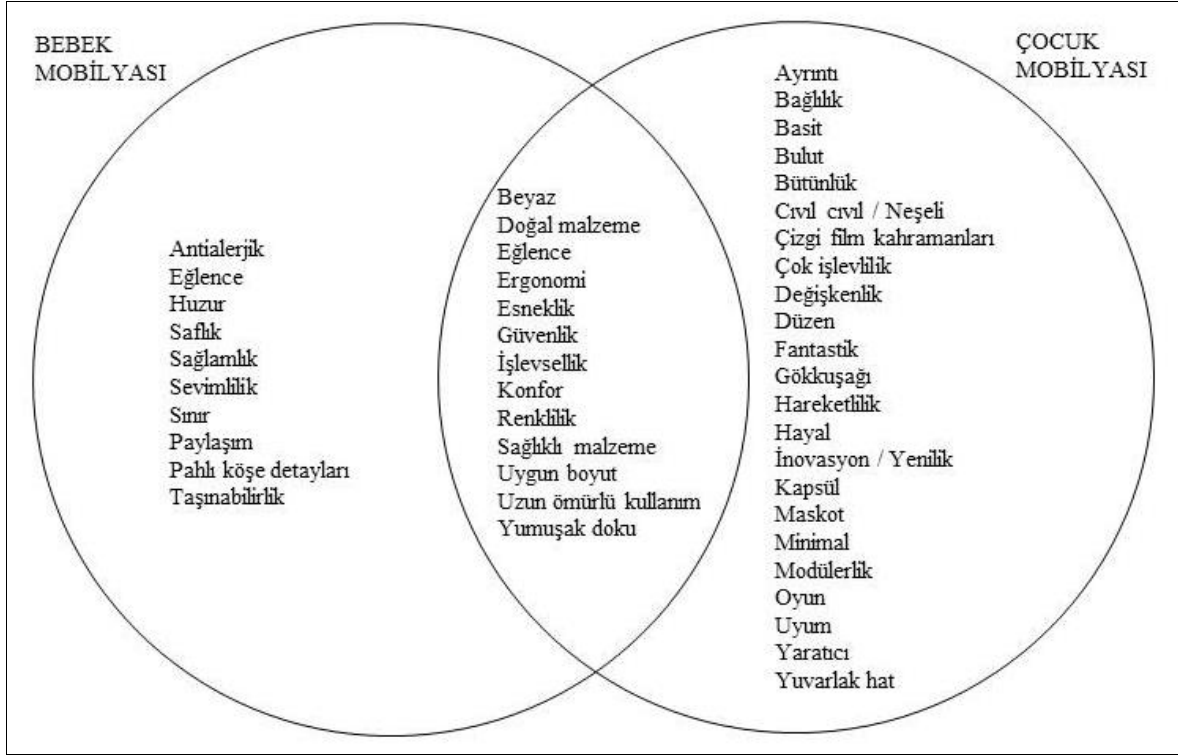 BEBEK
MOBİLYASI
Antialerjik
Eğlence
Huzur
Saflık
Sağlamlık
Sevimlilik
Sınır
Paylaşım
Pahlı köşe detayları
Taşınabilirlik
Beyaz
Doğal malzeme
Eğlence
Ergonomi
Esneklik
Güvenlik
İşlevsellik
Konfor
Renklilik
Sağlıklı malzeme
Uygun boyut
Uzun ömürlü kullanım
Yumuşak doku
ÇOCUK
MOBİLYASI
Ayrıntı
Bağlılık
Basit
Bulut
Bütünlük
Cıvıl cıvıl / Neşeli
Çizgi film kahramanları
Çok işlevlilik
Değişkenlik
Düzen
Fantastik
Gökkuşağı
Hareketlilik
Hayal
İnovasyon / Yenilik
Kapsül
Maskot
Minimal
Modülerlik
Oyun
Uyum
Yaratıcı
Yuvarlak hat